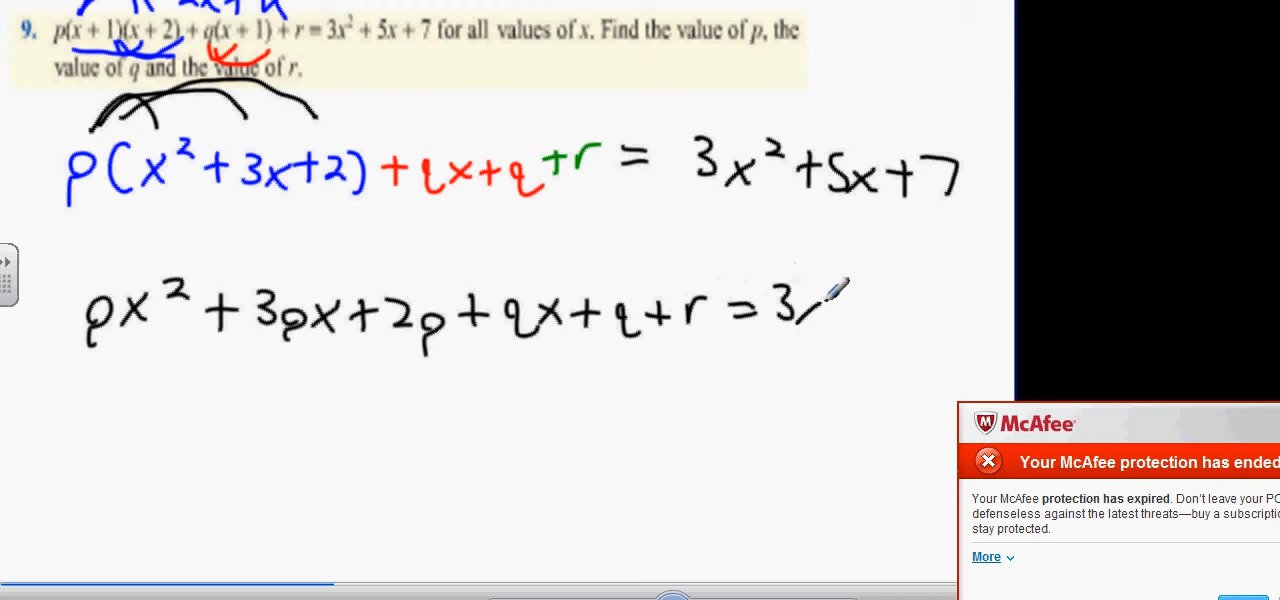 9. p(x + 1)(x + 2) + q(x + 1) + r = 3x² + 5x + 7 for all values of x. Find the value of p, the
value of q and the value of r.
p(x² + 3x + 2) + qx + q + r = 3x² + 5x + 7
px² + 3px + 2p + qx + q + r = 3
McAfee
Your McAfee protection has ended
Your McAfee protection has expired. Don't leave your PC
defenseless against the latest threats—buy a subscripti
stay protected.
More